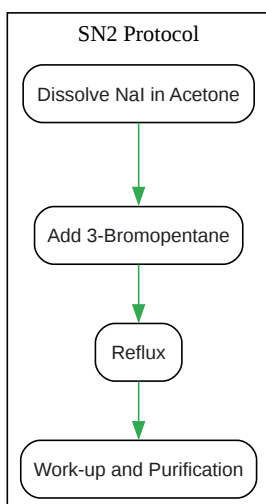 SN2 Protocol
Dissolve NaI in Acetone
Add 3-Bromopentane
Reflux
Work-up and Purification